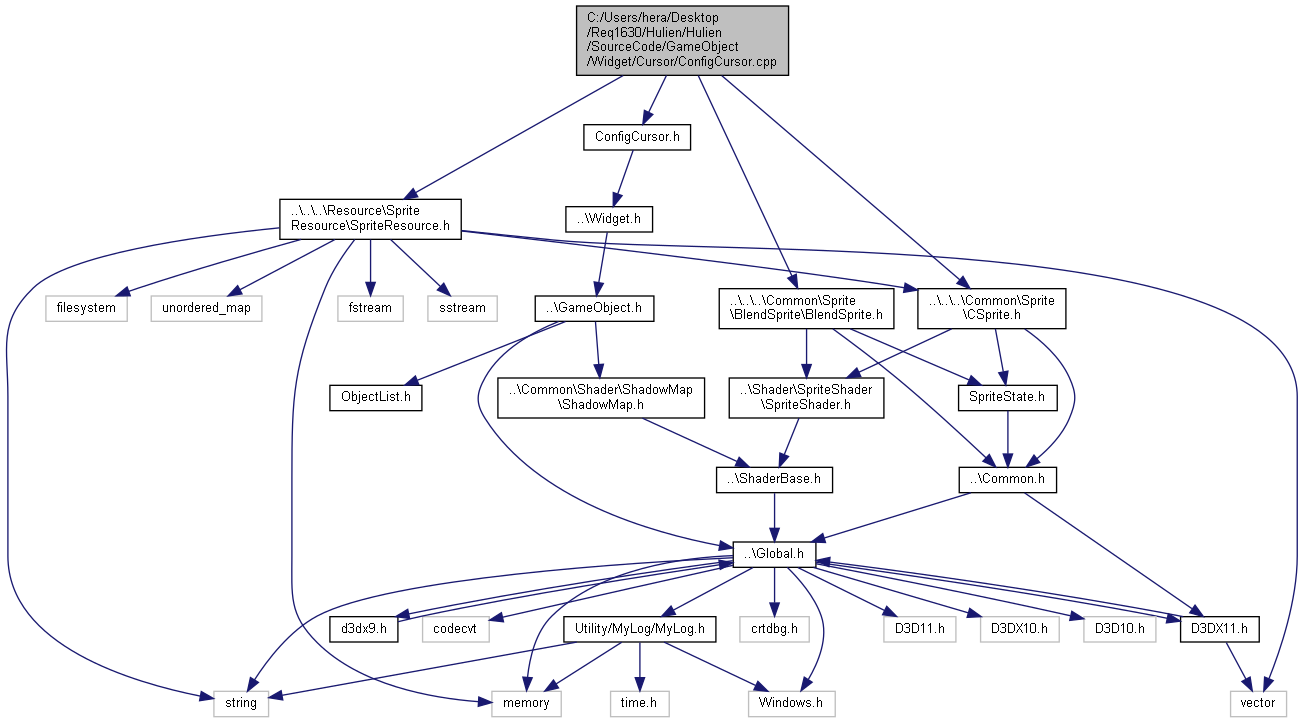 C:/Users/hera/Desktop
/Req1630/Hulien/Hulien
/SourceCode/GameObject
/Widget/Cursor/ConfigCursor.cpp
ConfigCursor.h
..\..\..\Resource\Sprite
Resource\SpriteResource.h
..\Widget.h
filesystem
unordered_map
fstream
sstream
..\GameObject.h
..\..\..\Common\Sprite
\BlendSprite\BlendSprite.h
..\..\..\Common\Sprite
\CSprite.h
ObjectList.h
..\Common\Shader\ShadowMap
\ShadowMap.h
..\Shader\SpriteShader
\SpriteShader.h
SpriteState.h
..\ShaderBase.h
..\Common.h
..\Global.h
d3dx9.h
codecvt
Utility/MyLog/MyLog.h
crtdbg.h
D3D11.h
D3DX10.h
D3D10.h
D3DX11.h
string
memory
time.h
Windows.h
vector